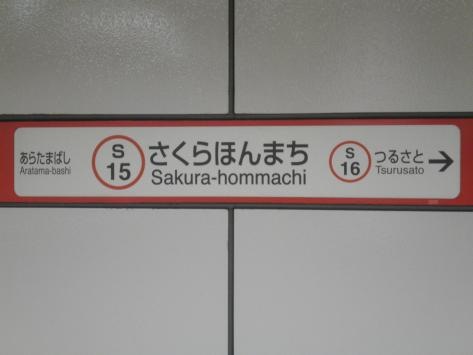 あらたまばし
Aratama-bashi
S
15
さくらほんまち
Sakura-hommachi
S
16
つるさと
Tsurusato
→